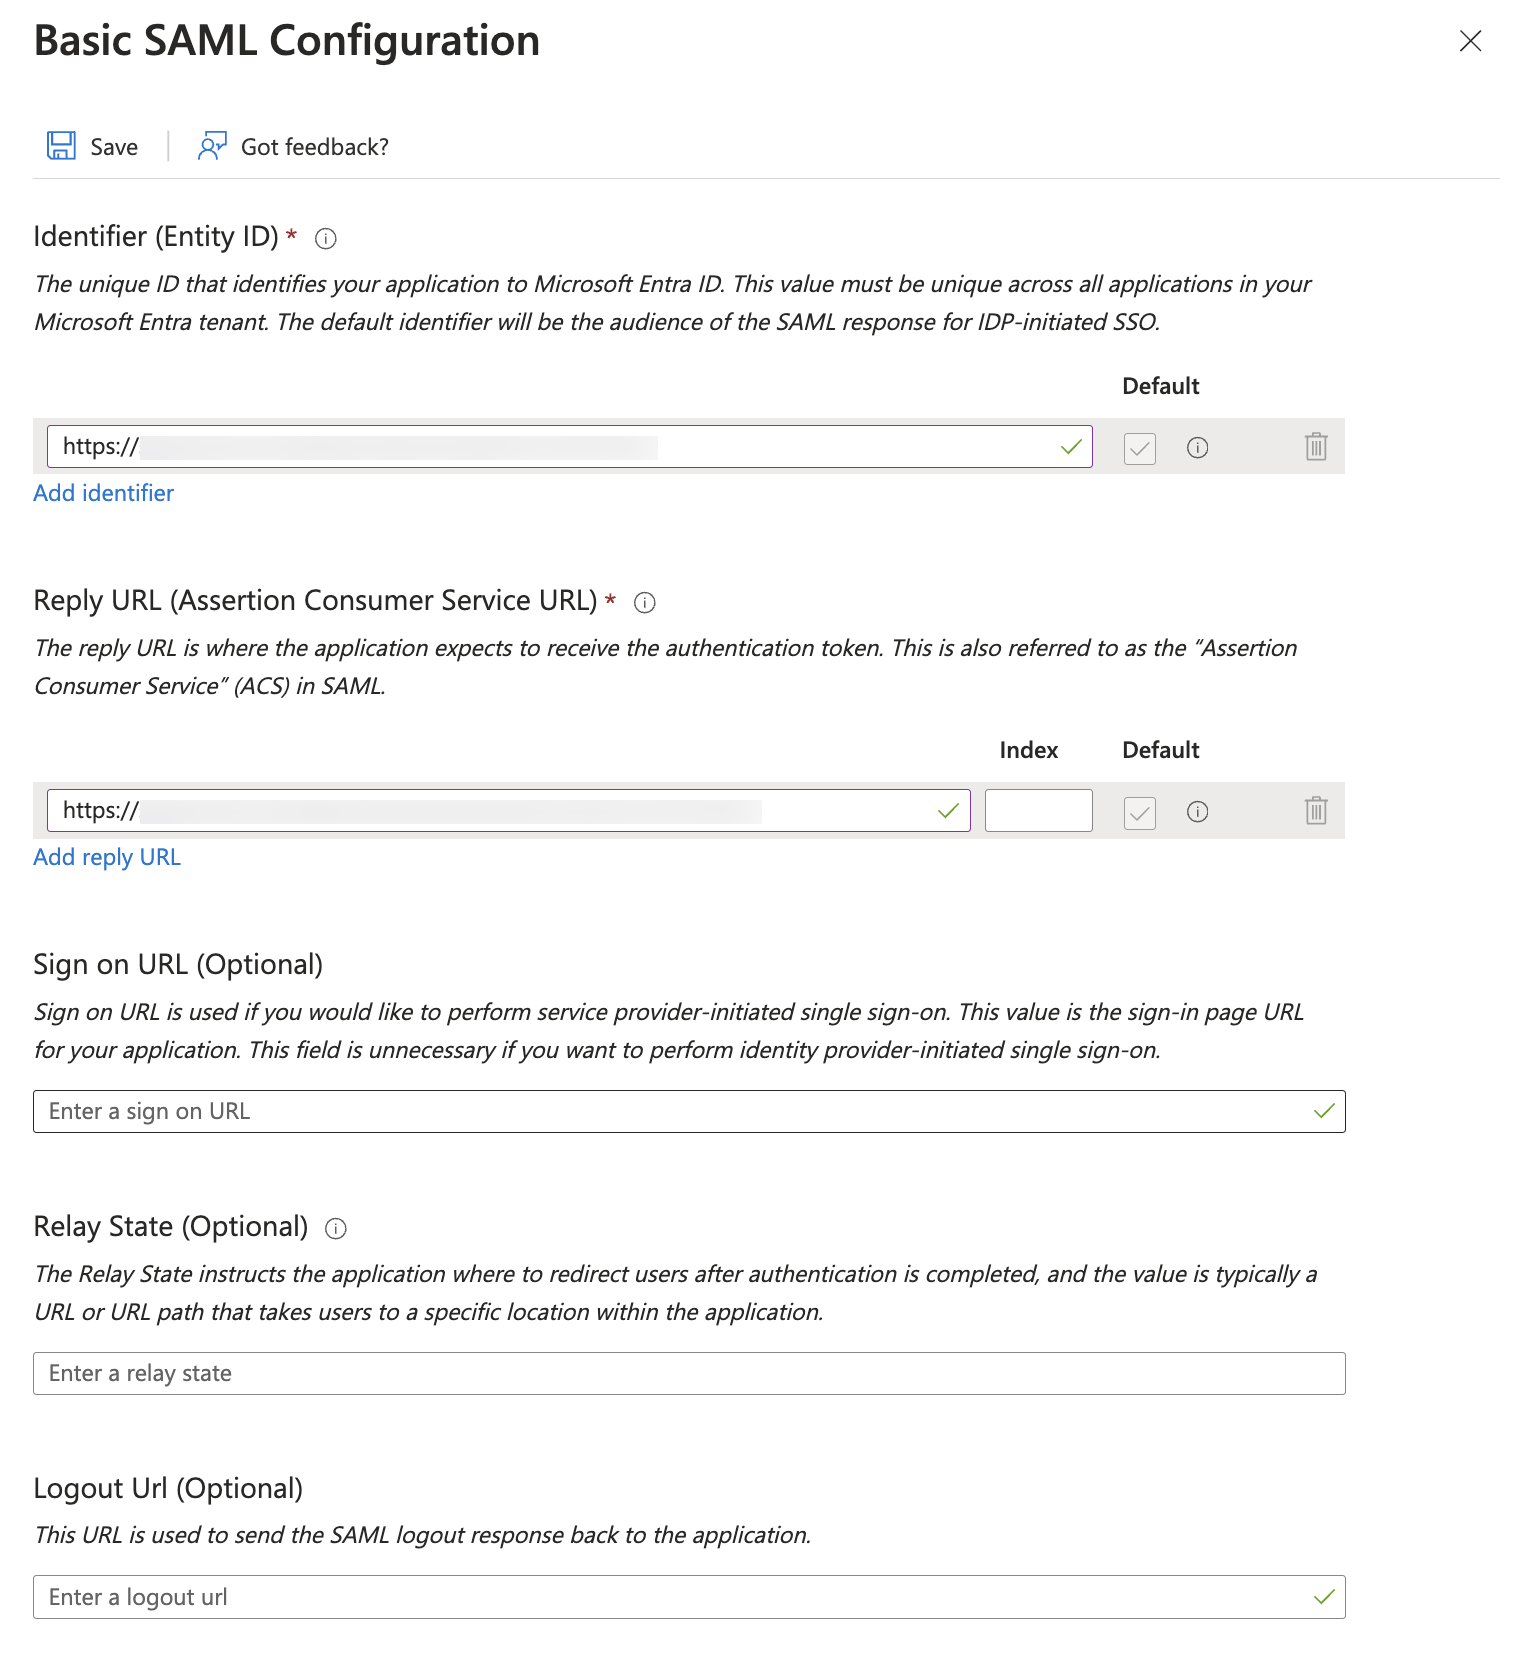 Basic SAML Configuration
Save
Got feedback?
Identifier (Entity ID) *
The unique ID that identifies your application to Microsoft Entra ID. This value must be unique across all applications in your
Microsoft Entra tenant. The default identifier will be the audience of the SAML response for IDP-initiated SSO.
Default
https://
Add identifier
Reply URL (Assertion Consumer Service URL) *
The reply URL is where the application expects to receive the authentication token. This is also referred to as the “Assertion
Consumer Service” (ACS) in SAML.
Index Default
https://
Add reply URL
Sign on URL (Optional)
Sign on URL is used if you would like to perform service provider-initiated single sign-on. This value is the sign-in page URL
for your application. This field is unnecessary if you want to perform identity provider-initiated single sign-on.
Enter a sign on URL
Relay State (Optional)
The Relay State instructs the application where to redirect users after authentication is completed, and the value is typically a
URL or URL path that takes users to a specific location within the application.
Enter a relay state
Logout Url (Optional)
This URL is used to send the SAML logout response back to the application.
Enter a logout url